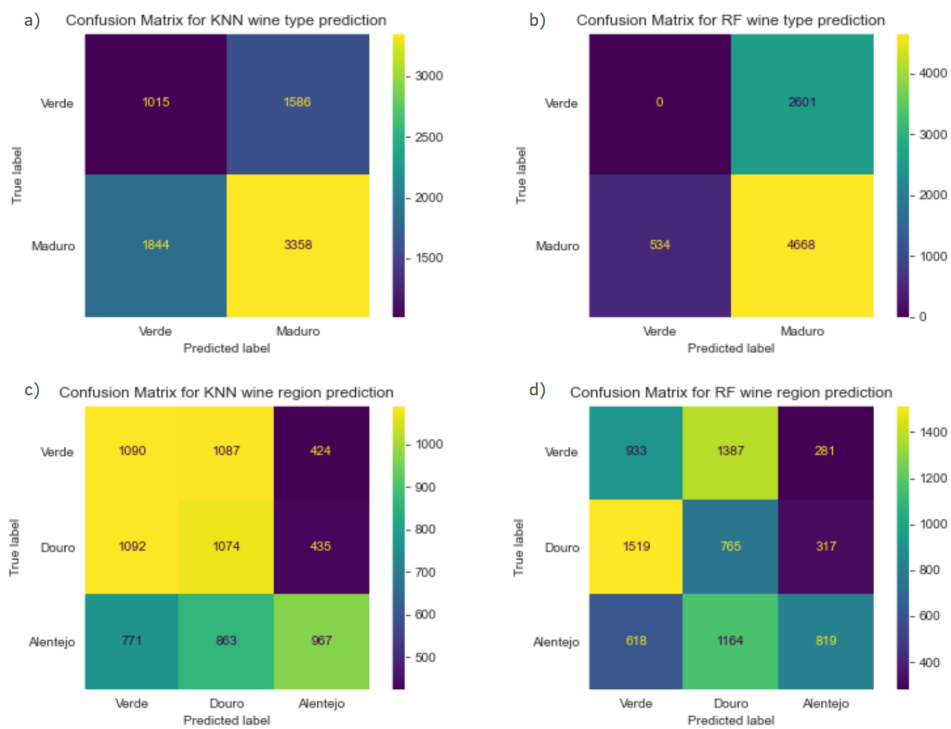 a) Confusion Matrix for KNN wine type prediction
Verde 1015 1586
Maduro 1844 3358
True label
Verde Maduro
Predicted label
3000
2500
2000
1500
b) Confusion Matrix for RF wine type prediction
Verde 0 2601
Maduro 534 4668
True label
Verde Maduro
Predicted label
4000
3000
2000
1000
0
c) Confusion Matrix for KNN wine region prediction
Verde 1090 1087 424
Douro 1092 1074 435
Alentejo 771 863 967
True label
Verde Douro Alentejo
Predicted label
1000
900
800
700
600
500
d) Confusion Matrix for RF wine region prediction
Verde 933 1387 281
Douro 1519 765 317
Alentejo 618 1164 819
True label
Verde Douro Alentejo
Predicted label
1400
1200
1000
800
600
400